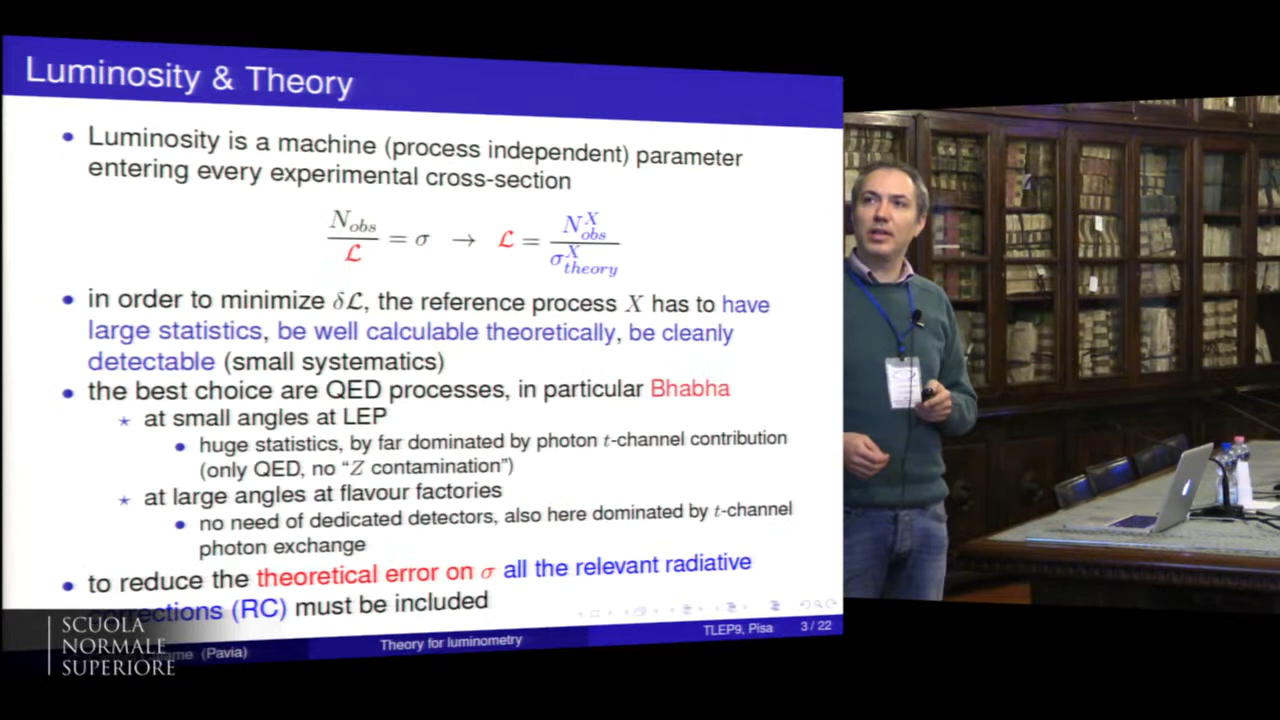 Luminosity & Theory
• Luminosity is a machine (process independent) parameter
entering every experimental cross-section
N_obs / 𝓛 = σ → 𝓛 = N^X_obs / σ^X_theory
• in order to minimize δ𝓛, the reference process X has to have
large statistics, be well calculable theoretically, be cleanly
detectable (small systematics)
• the best choice are QED processes, in particular Bhabha
⋆ at small angles at LEP
• huge statistics, by far dominated by photon t-channel contribution
(only QED, no “Z contamination”)
⋆ at large angles at flavour factories
• no need of dedicated detectors, also here dominated by t-channel
photon exchange
• to reduce the theoretical error on σ all the relevant radiative
corrections (RC) must be included
(Pavia) Theory for luminometry TLEP9, Pisa 3 / 22
SCUOLA
NORMALE
SUPERIORE